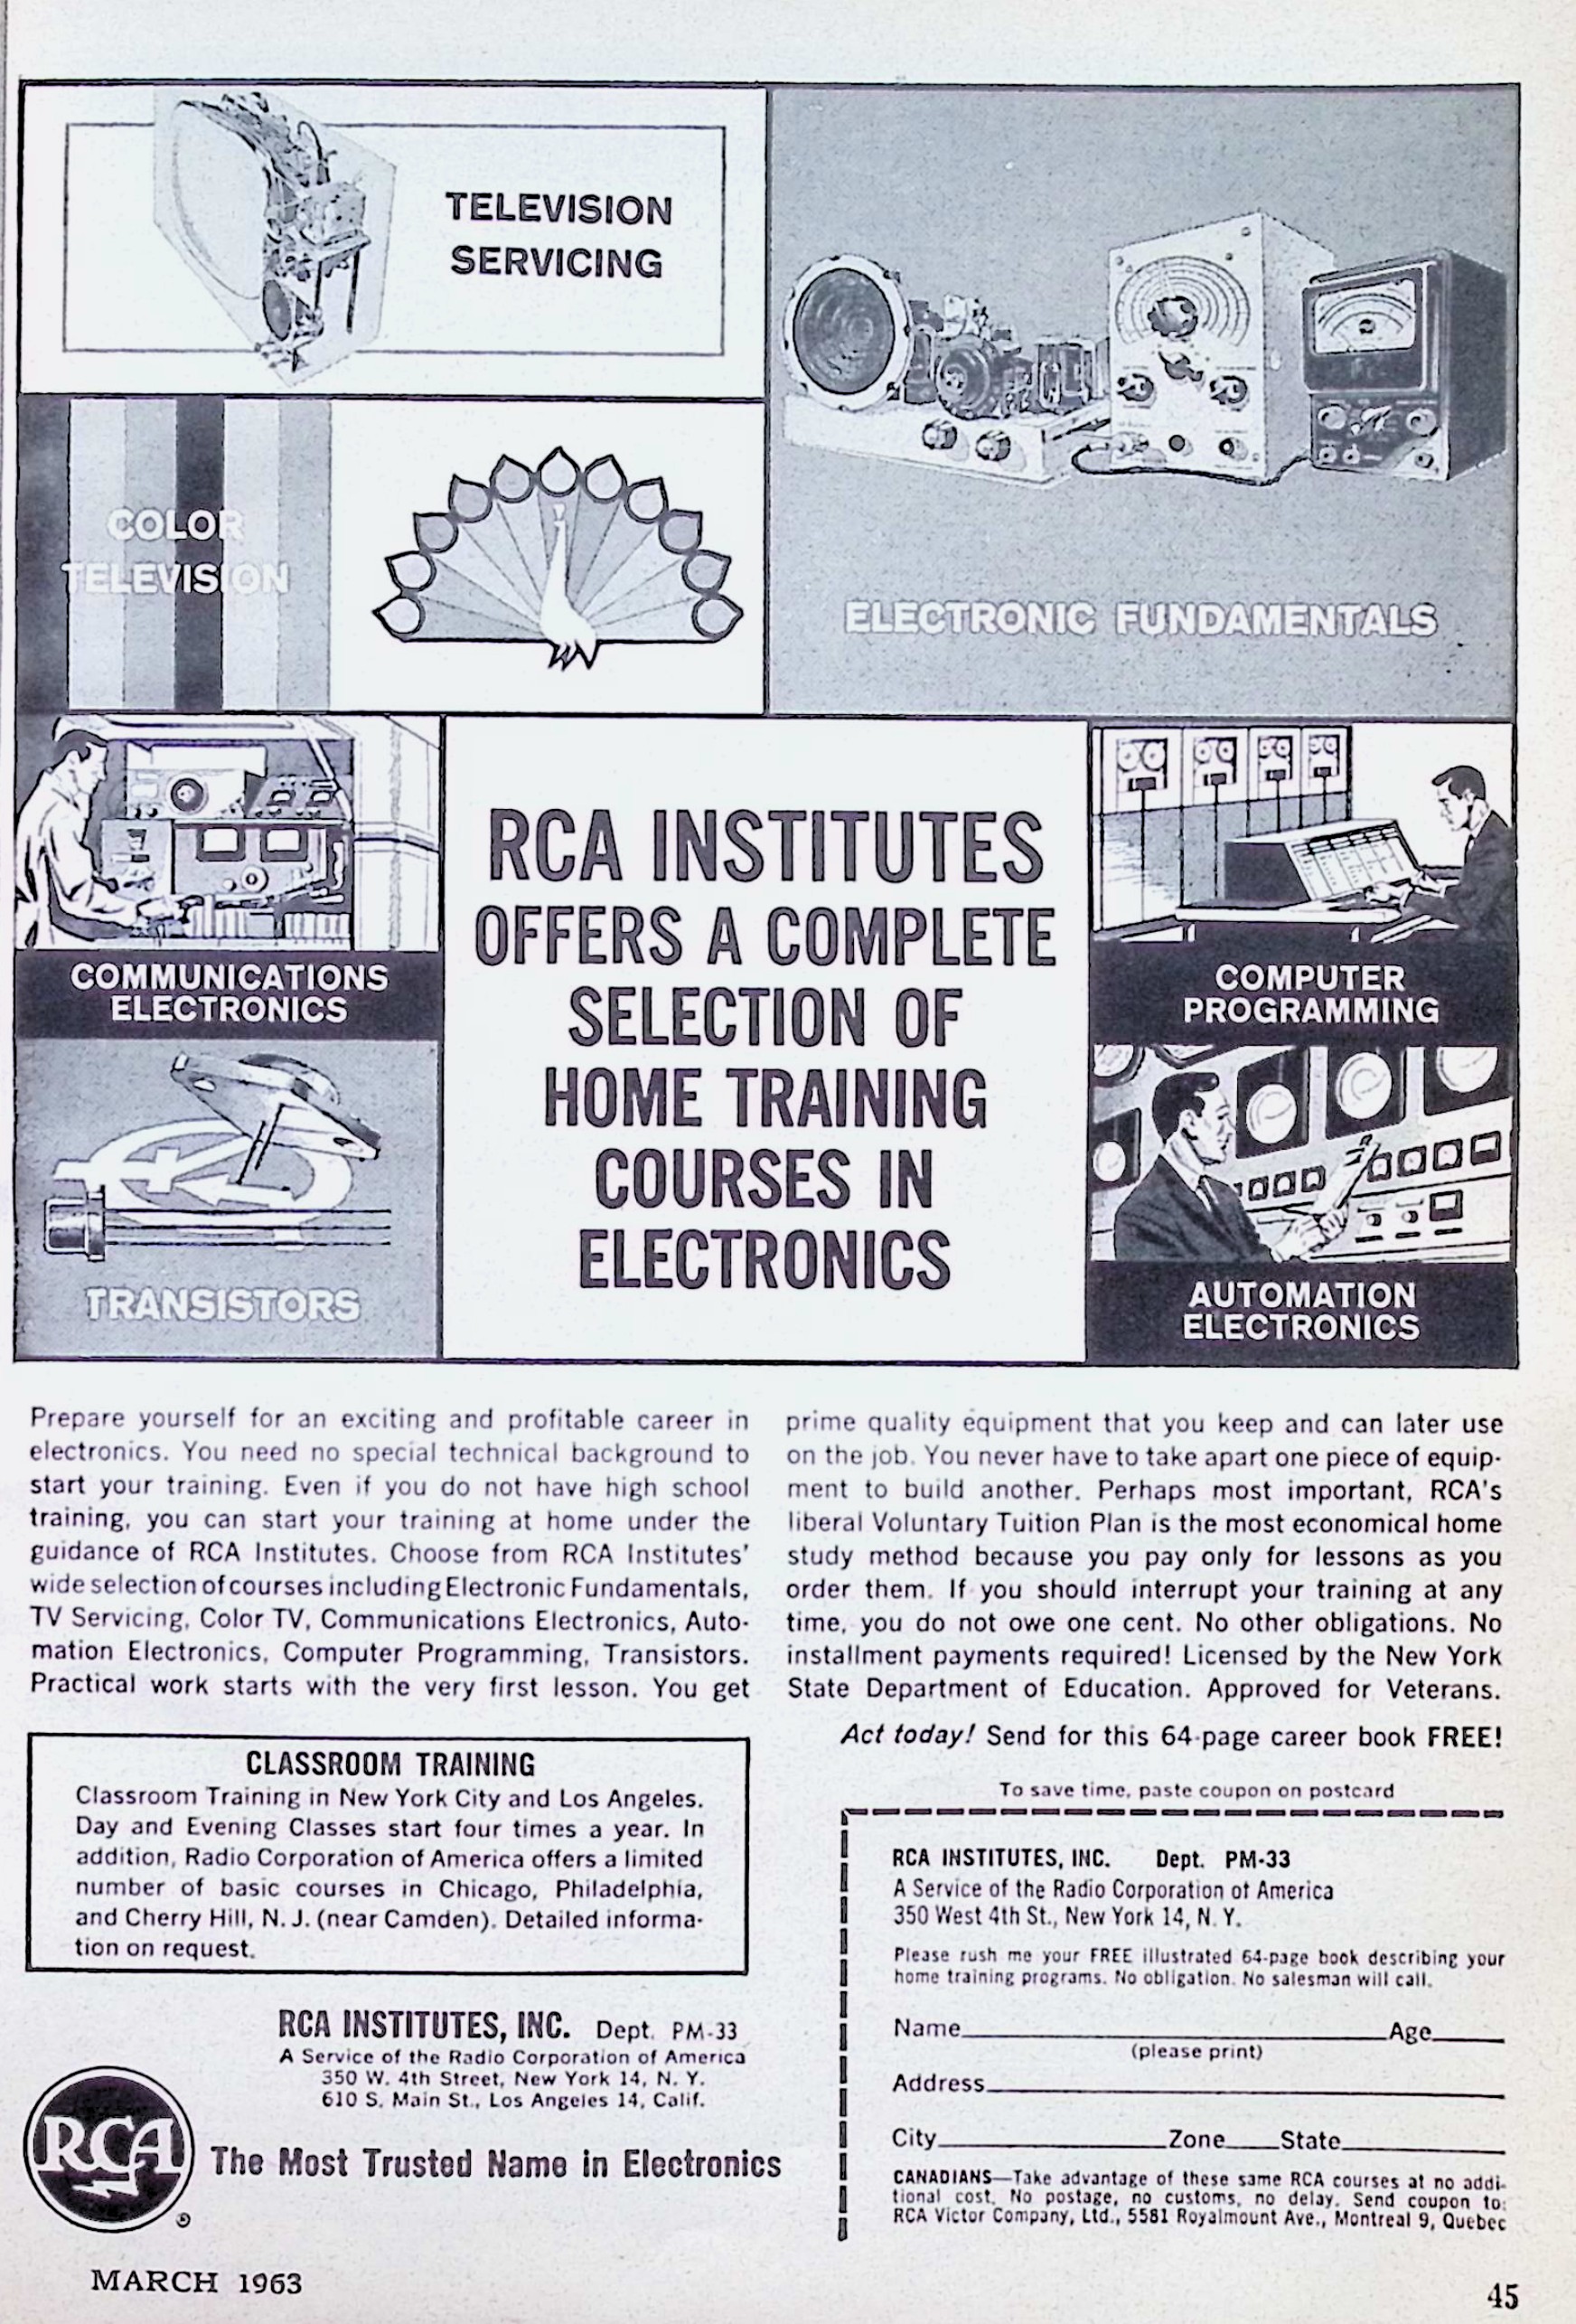 TELEVISION
SERVICING
COLOR
TELEVISION
ELECTRONIC FUNDAMENTALS
COMMUNICATIONS
ELECTRONICS
TRANSISTORS
RCA INSTITUTES
OFFERS A COMPLETE
SELECTION OF
HOME TRAINING
COURSES IN
ELECTRONICS
COMPUTER
PROGRAMMING
AUTOMATION
ELECTRONICS
Prepare yourself for an exciting and profitable career in
electronics. You need no special technical background to
start your training. Even if you do not have high school
training, you can start your training at home under the
guidance of RCA Institutes. Choose from RCA Institutes'
wide selection of courses including Electronic Fundamentals,
TV Servicing, Color TV, Communications Electronics, Auto-
mation Electronics, Computer Programming, Transistors.
Practical work starts with the very first lesson. You get
prime quality equipment that you keep and can later use
on the job. You never have to take apart one piece of equip-
ment to build another. Perhaps most important, RCA's
liberal Voluntary Tuition Plan is the most economical home
study method because you pay only for lessons as you
order them. If you should interrupt your training at any
time, you do not owe one cent. No other obligations. No
installment payments required! Licensed by the New York
State Department of Education. Approved for Veterans.
Act today! Send for this 64-page career book FREE!
CLASSROOM TRAINING
Classroom Training in New York City and Los Angeles.
Day and Evening Classes start four times a year. In
addition, Radio Corporation of America offers a limited
number of basic courses in Chicago, Philadelphia,
and Cherry Hill, N. J. (near Camden). Detailed informa-
tion on request.
RCA INSTITUTES, INC. Dept. PM-33
A Service of the Radio Corporation of America
350 W. 4th Street, New York 14, N. Y.
610 S. Main St., Los Angeles 14, Calif.
RCA
®
The Most Trusted Name in Electronics
To save time, paste coupon on postcard
RCA INSTITUTES, INC. Dept. PM-33
A Service of the Radio Corporation of America
350 West 4th St., New York 14, N. Y.
Please rush me your FREE illustrated 64-page book describing your
home training programs. No obligation. No salesman will call.
Name Age
(please print)
Address
City Zone State
CANADIANS—Take advantage of these same RCA courses at no addi-
tional cost. No postage, no customs, no delay. Send coupon to:
RCA Victor Company, Ltd., 5581 Royalmount Ave., Montreal 9, Quebec
MARCH 1963
45